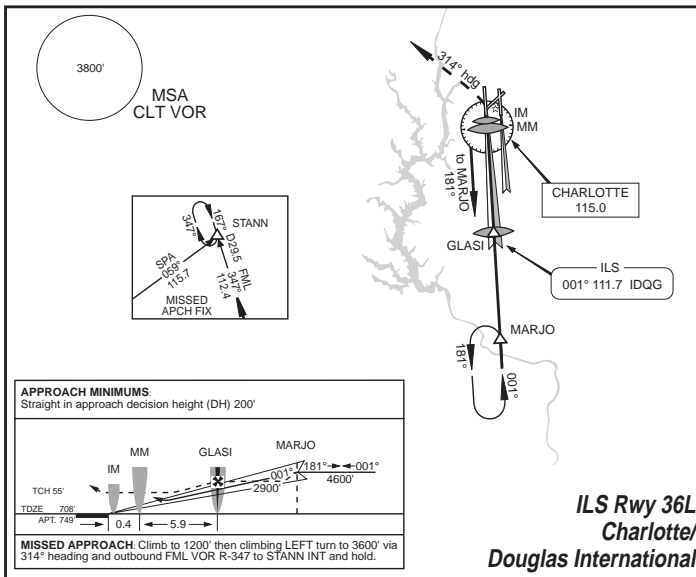 3800'
MSA
CLT VOR
314° hdg
IM
MM
to MARJO
181°
CHARLOTTE
115.0
GLASI
ILS
001° 111.7 IDQG
MARJO
181°
001°
STANN
167°
347°
D29.5 FML
347°
112.4
SPA
059°
115.7
MISSED
APCH FIX
APPROACH MINIMUMS:
Straight in approach decision height (DH) 200'
IM
MM
GLASI
MARJO
001°
181°
001°
2900'
4600'
TCH 55'
TDZE 708'
APT. 749'
0.4
5.9
MISSED APPROACH: Climb to 1200' then climbing LEFT turn to 3600' via
314° heading and outbound FML VOR R-347 to STANN INT and hold.
ILS Rwy 36L
Charlotte/
Douglas International